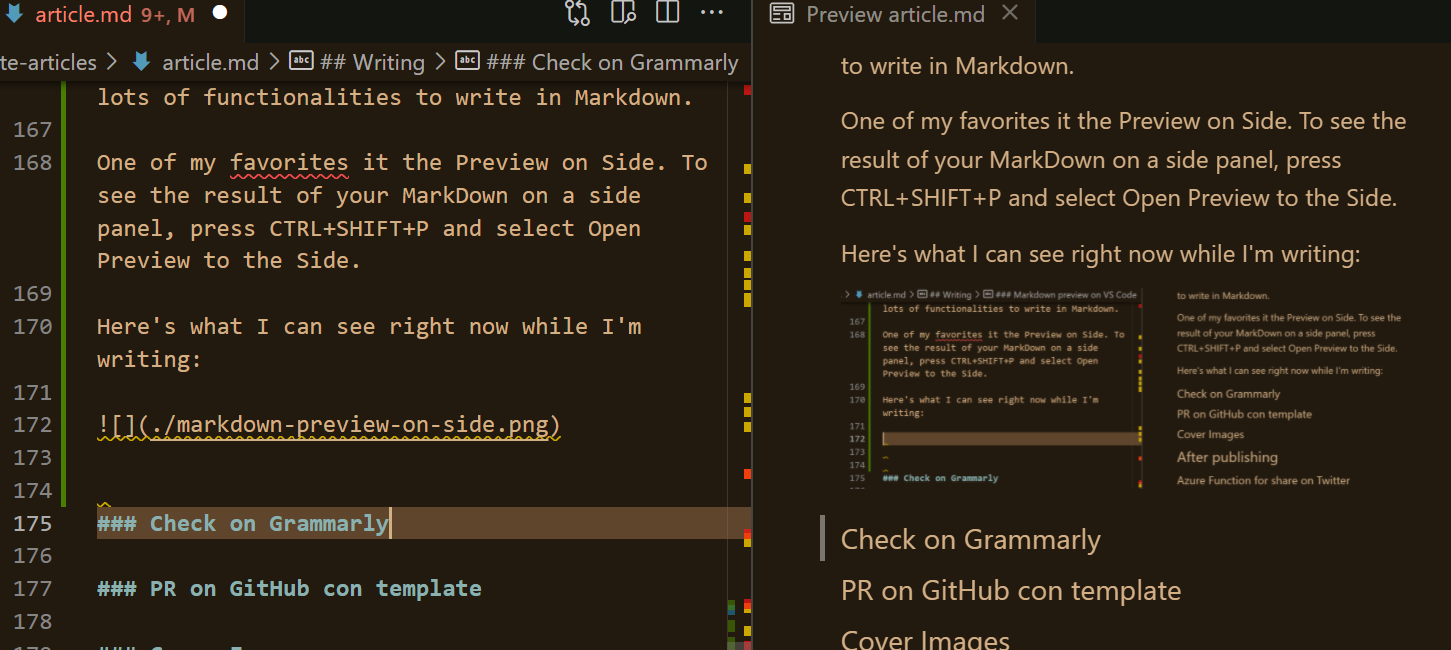 article.md 9+, M
te-articles > article.md > ## Writing > ### Check on Grammarly
lots of functionalities to write in Markdown.
167
168 One of my favorites it the Preview on Side. To
see the result of your MarkDown on a side
panel, press CTRL+SHIFT+P and select Open
Preview to the Side.
169
170 Here's what I can see right now while I'm
writing:
171
172 ![](./markdown-preview-on-side.png)
173
174
175 ### Check on Grammarly
176
177 ### PR on GitHub con template
178
Preview article.md
to write in Markdown.
One of my favorites it the Preview on Side. To see the
result of your MarkDown on a side panel, press
CTRL+SHIFT+P and select Open Preview to the Side.
Here's what I can see right now while I'm writing:
> article.md > ## Writing > ### Markdown preview on VS Code
lots of functionalities to write in Markdown.
167
168 One of my favorites it the Preview on Side. To
see the result of your MarkDown on a side
panel, press CTRL+SHIFT+P and select Open
Preview to the Side.
169
170 Here's what I can see right now while I'm
writing:
171
172
173
174
175 ### Check on Grammarly
to write in Markdown.
One of my favorites it the Preview on Side. To see the
result of your MarkDown on a side panel, press
CTRL+SHIFT+P and select Open Preview to the Side.
Here's what I can see right now while I'm writing:
Check on Grammarly
PR on GitHub con template
Cover Images
After publishing
Azure Function for share on Twitter
Check on Grammarly
PR on GitHub con template
Cover Images